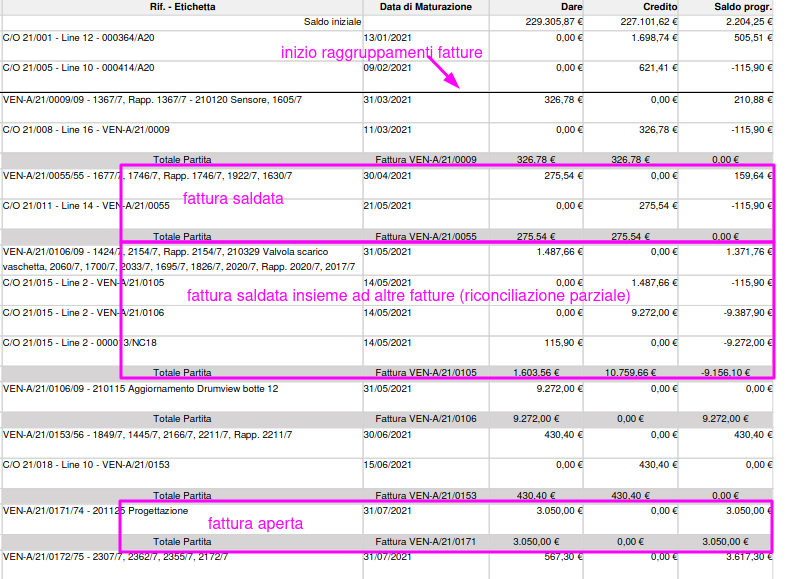 Rif. - Etichetta Data di Maturazione Dare Credito Saldo progr.
Saldo iniziale 229.305,87 € 227.101,62 € 2.204,25 €
C/O 21/001 - Line 12 - 000364/A20 13/01/2021 0,00 € 1.698,74 € 505,51 €
inizio raggruppamenti fatture
C/O 21/005 - Line 10 - 000414/A20 09/02/2021 0,00 € 621,41 € -115,90 €
VEN-A/21/0009/09 - 1367/7, Rapp. 1367/7 - 210120 Sensore, 1605/7 31/03/2021 326,78 € 0,00 € 210,88 €
C/O 21/008 - Line 16 - VEN-A/21/0009 11/03/2021 0,00 € 326,78 € -115,90 €
Totale Partita Fattura VEN-A/21/0009 326,78 € 326,78 € 0,00 €
VEN-A/21/0055/55 - 1677/7, 1746/7, Rapp. 1746/7, 1922/7, 1630/7 30/04/2021 275,54 € 0,00 € 159,64 €
fattura saldata
C/O 21/011 - Line 14 - VEN-A/21/0055 21/05/2021 0,00 € 275,54 € -115,90 €
Totale Partita Fattura VEN-A/21/0055 275,54 € 275,54 € 0,00 €
VEN-A/21/0106/09 - 1424/7, 2154/7, Rapp. 2154/7, 210329 Valvola scarico 31/05/2021 1.487,66 € 0,00 € 1.371,76 €
vaschetta, 2060/7, 1700/7, 2033/7, 1695/7, 1826/7, 2020/7, Rapp. 2020/7, 2017/7
C/O 21/015 - Line 2 - VEN-A/21/0105 14/05/2021 0,00 € 1.487,66 € -115,90 €
fattura saldata insieme ad altre fatture (riconciliazione parziale)
C/O 21/015 - Line 2 - VEN-A/21/0106 14/05/2021 0,00 € 9.272,00 € -9.387,90 €
C/O 21/015 - Line 2 - 000013/NC18 14/05/2021 115,90 € 0,00 € -9.272,00 €
Totale Partita Fattura VEN-A/21/0105 1.603,56 € 10.759,66 € -9.156,10 €
VEN-A/21/0106/09 - 210115 Aggiornamento Drumview botte 12 31/05/2021 9.272,00 € 0,00 € 0,00 €
Totale Partita Fattura VEN-A/21/0106 9.272,00 € 0,00 € 9.272,00 €
VEN-A/21/0153/56 - 1849/7, 1445/7, 2166/7, 2211/7, Rapp. 2211/7 30/06/2021 430,40 € 0,00 € 430,40 €
C/O 21/018 - Line 10 - VEN-A/21/0153 15/06/2021 0,00 € 430,40 € 0,00 €
Totale Partita Fattura VEN-A/21/0153 430,40 € 430,40 € 0,00 €
VEN-A/21/0171/74 - 201125 Progettazione 31/07/2021 3.050,00 € 0,00 € 3.050,00 €
fattura aperta
Totale Partita Fattura VEN-A/21/0171 3.050,00 € 0,00 € 3.050,00 €
VEN-A/21/0172/75 - 2307/7, 2362/7, 2355/7, 2172/7 31/07/2021 567,30 € 0,00 € 3.617,30 €